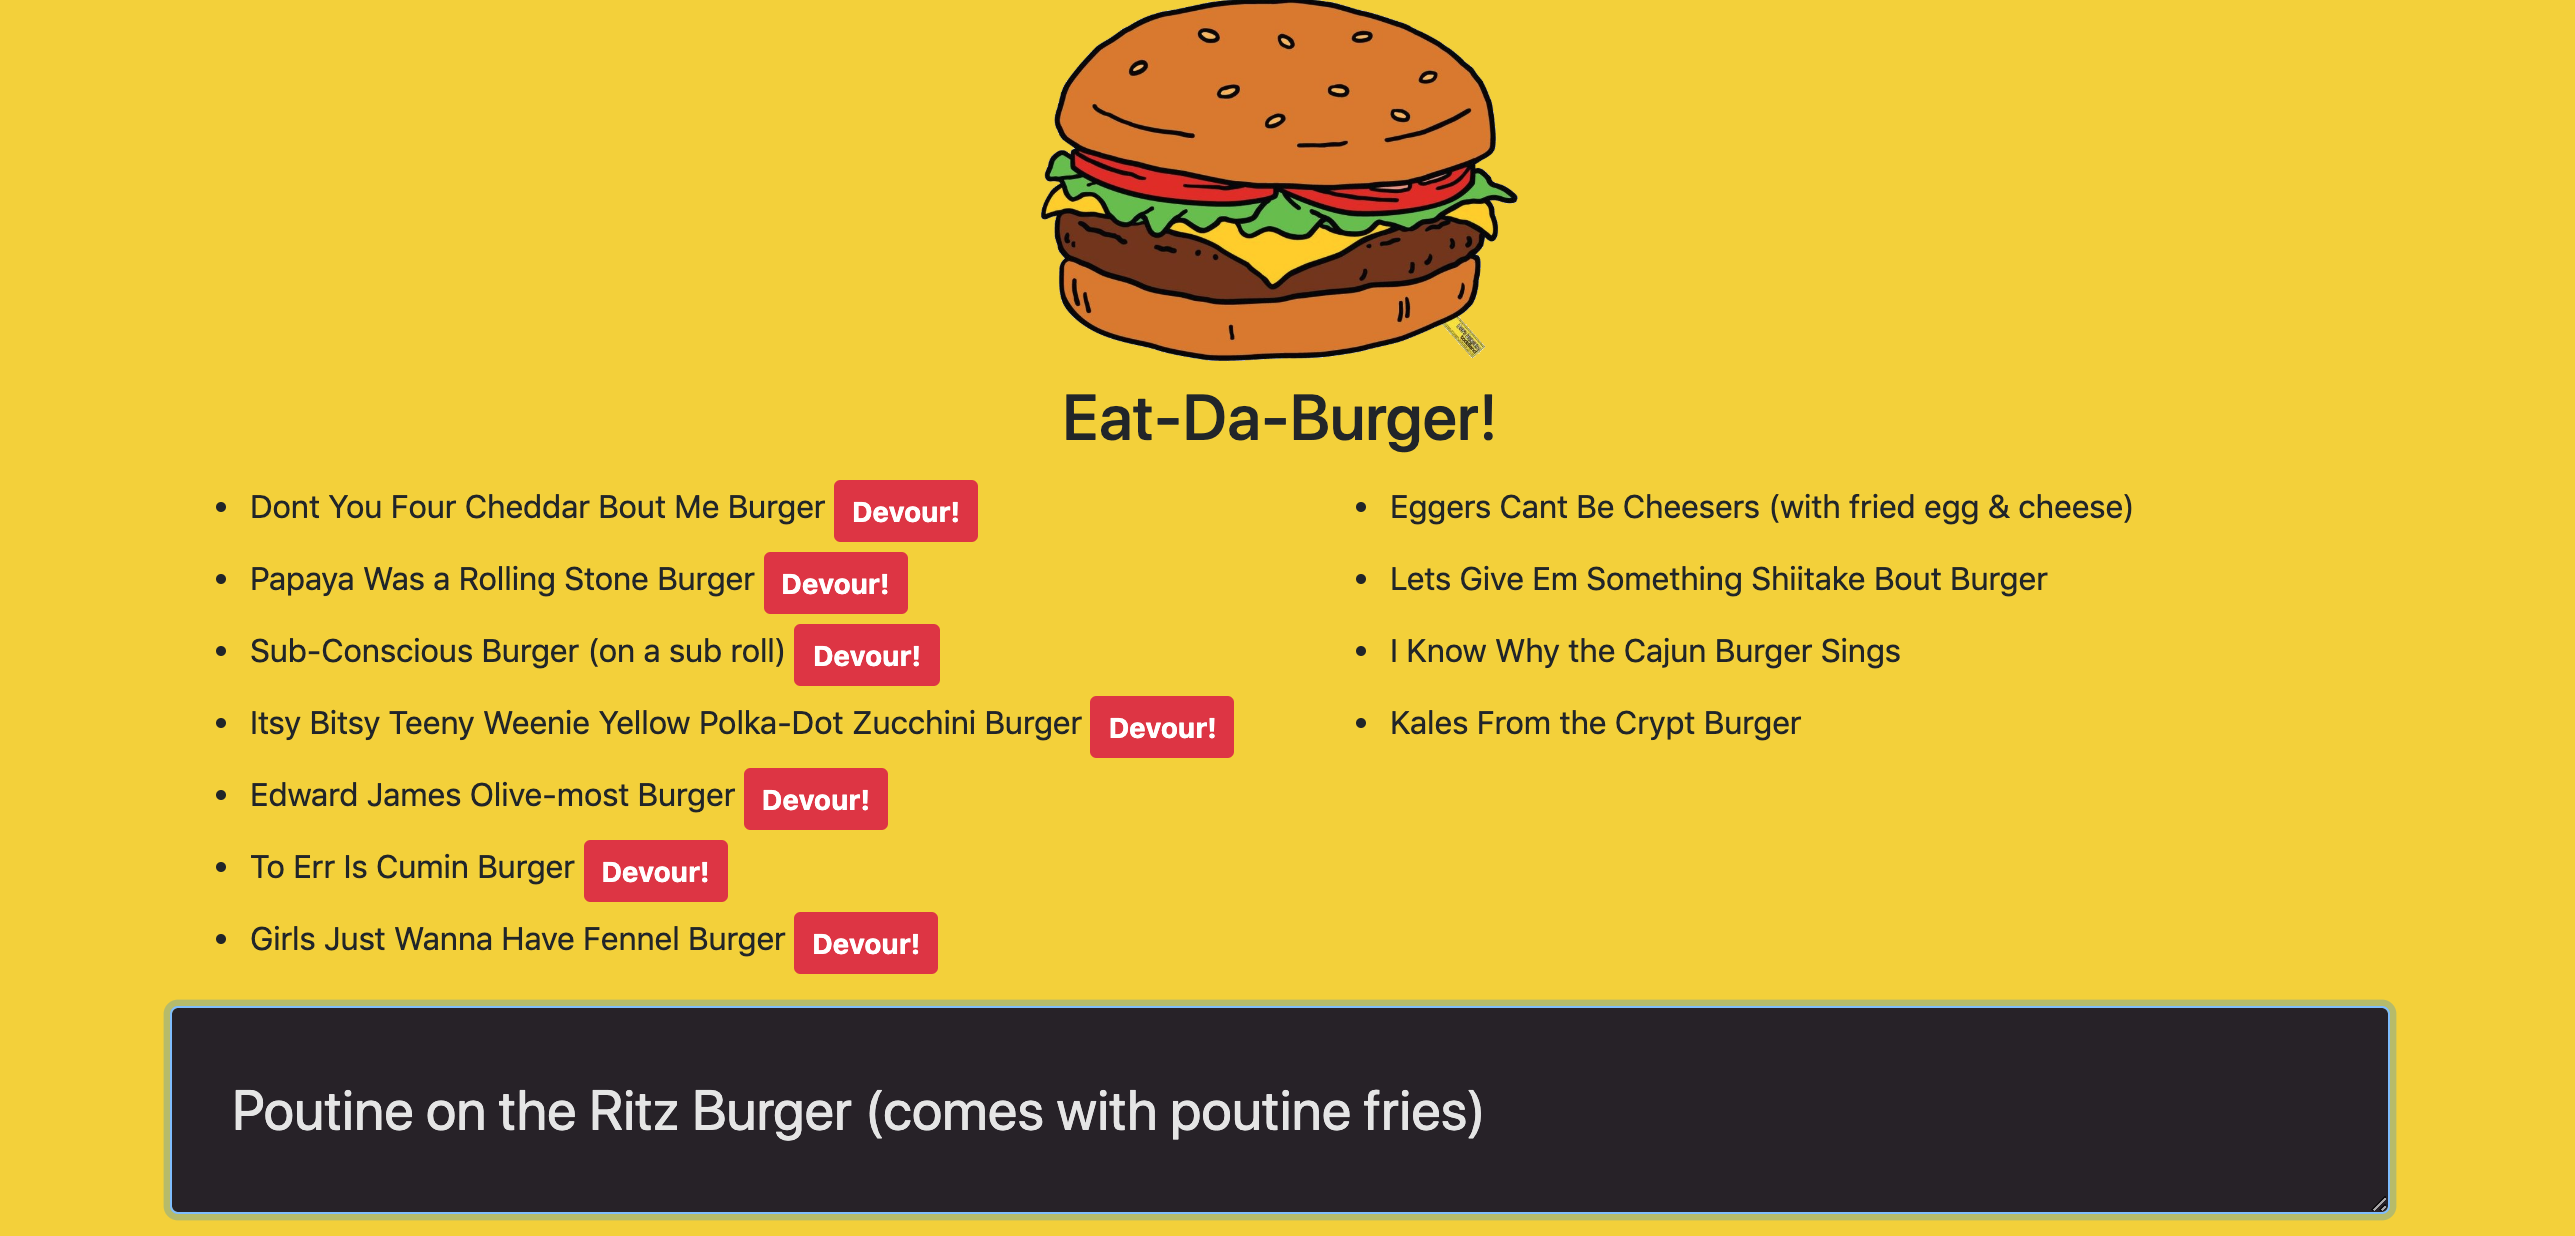 Eat-Da-Burger!
Dont You Four Cheddar Bout Me Burger Devour!
Papaya Was a Rolling Stone Burger Devour!
Sub-Conscious Burger (on a sub roll) Devour!
Itsy Bitsy Teeny Weenie Yellow Polka-Dot Zucchini Burger Devour!
Edward James Olive-most Burger Devour!
To Err Is Cumin Burger Devour!
Girls Just Wanna Have Fennel Burger Devour!
Eggers Cant Be Cheesers (with fried egg & cheese)
Lets Give Em Something Shiitake Bout Burger
I Know Why the Cajun Burger Sings
Kales From the Crypt Burger
Poutine on the Ritz Burger (comes with poutine fries)